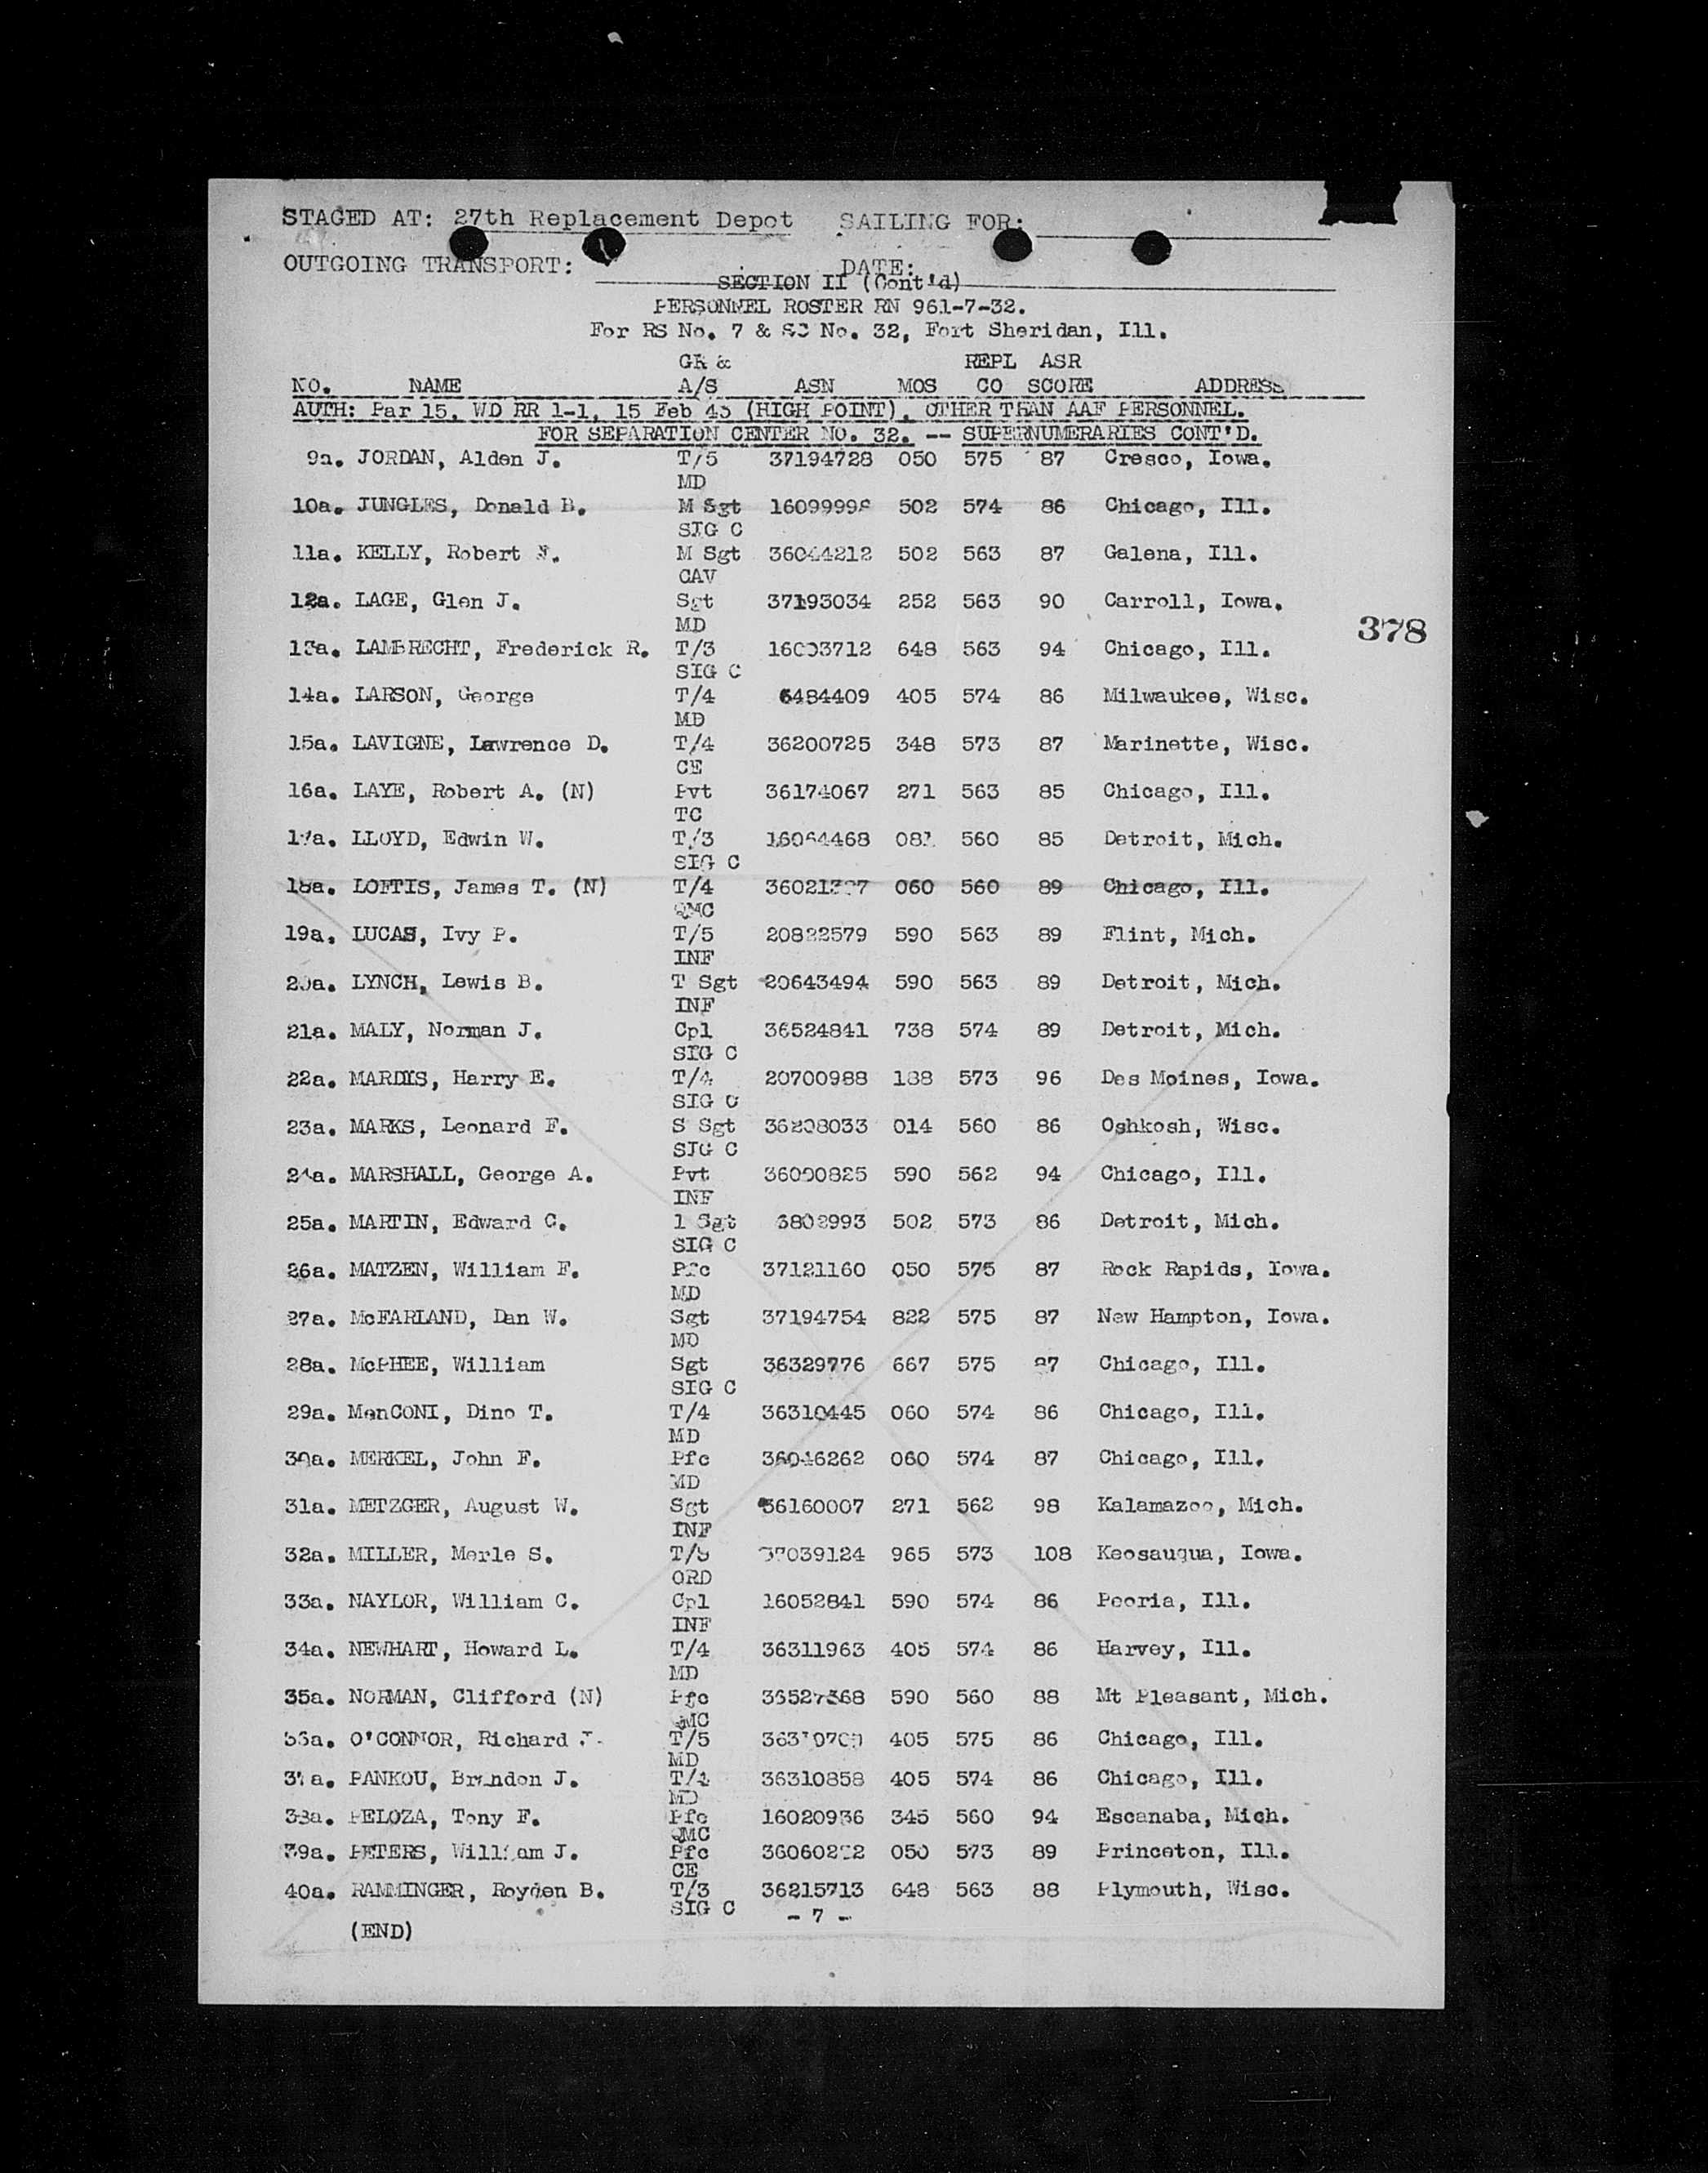 STAGED AT: 27th Replacement Depot SAILING FOR:
OUTGOING TRANSPORT: DATE:
SECTION II (Cont'd)
PERSONNEL ROSTER RN 961-7-32.
For RS No. 7 & SC No. 32, Fort Sheridan, Ill.
GR & REPL ASR
NO. NAME A/S ASN MOS CO SCORE ADDRESS
AUTH: Par 15, WD RR 1-1, 15 Feb 45 (HIGH POINT), OTHER THAN AAF PERSONNEL.
FOR SEPARATION CENTER NO. 32. -- SUPERNUMERARIES CONT'D.
9a. JORDAN, Alden J. T/5 37194728 050 575 87 Cresco, Iowa.
MD
10a. JUNGLES, Donald B. M Sgt 502 574 86 Chicago, Ill.
SIG C
11a. KELLY, Robert M Sgt 502 563 87 Galena, Ill.
CAV
12a. LAGE, Glen J. Sgt 37193034 252 563 90 Carroll, Iowa.
MD
13a. LAMBRECHT, Frederick R. T/3 16003712 648 563 94 Chicago, Ill.
SIG C
14a. LARSON, George T/4 6484409 405 574 86 Milwaukee, Wisc.
MD
15a. LAVIGNE, Lawrence D. T/4 36200725 348 573 87 Marinette, Wisc.
CE
16a. LAYE, Robert A. (N) Pvt 36174067 271 563 85 Chicago, Ill.
TC
17a. LLOYD, Edwin W. T/3 560 85 Detroit, Mich.
SIG C
18a. LOFTIS, James T. (N) T/4 060 560 89 Chicago, Ill.
QMC
19a. LUCAS, Ivy P. T/5 20822579 590 563 89 Flint, Mich.
INF
20a. LYNCH, Lewis B. T Sgt 20643494 590 563 89 Detroit, Mich.
INF
21a. MALY, Norman J. Cpl 36524841 738 574 89 Detroit, Mich.
SIG C
22a. MARDIS, Harry E. T/4 20700988 188 573 96 Des Moines, Iowa.
SIG C
23a. MARKS, Leonard F. S Sgt 36208033 014 560 86 Oshkosh, Wisc.
SIG C
24a. MARSHALL, George A. Pvt 36000825 590 562 94 Chicago, Ill.
INF
25a. MARTIN, Edward C. 1 Sgt 502 573 86 Detroit, Mich.
SIG C
26a. MATZEN, William F. Pfc 37121160 050 575 87 Rock Rapids, Iowa.
MD
27a. McFARLAND, Dan W. Sgt 37194754 822 575 87 New Hampton, Iowa.
MD
28a. McPHEE, William Sgt 36329776 667 575 87 Chicago, Ill.
SIG C
29a. MenCONI, Dino T. T/4 36310445 060 574 86 Chicago, Ill.
MD
30a. MERKEL, John F. Pfc 36046262 060 574 87 Chicago, Ill.
MD
31a. METZGER, August W. Sgt 36160007 271 562 98 Kalamazoo, Mich.
INF
32a. MILLER, Merle S. 37039124 965 573 108 Keosauqua, Iowa.
ORD
33a. NAYLOR, William C. Cpl 16052841 590 574 86 Peoria, Ill.
INF
34a. NEWHART, Howard L. T/4 36311963 405 574 86 Harvey, Ill.
MD
35a. NORMAN, Clifford (N) Pfc 36527368 590 560 88 Mt Pleasant, Mich.
QMC
36a. O'CONNOR, Richard T/5 405 575 86 Chicago, Ill.
MD
37a. PANKOU, Brandon J. T/4 36310858 405 574 86 Chicago, Ill.
MD
38a. PELOZA, Tony F. Pfc 16020936 345 560 94 Escanaba, Mich.
QMC
39a. PETERS, William J. Pfc 050 573 89 Princeton, Ill.
CE
40a. RAMMINGER, Royden B. T/3 36215713 648 563 88 Plymouth, Wisc.
SIG C
- 7 -
(END)
378